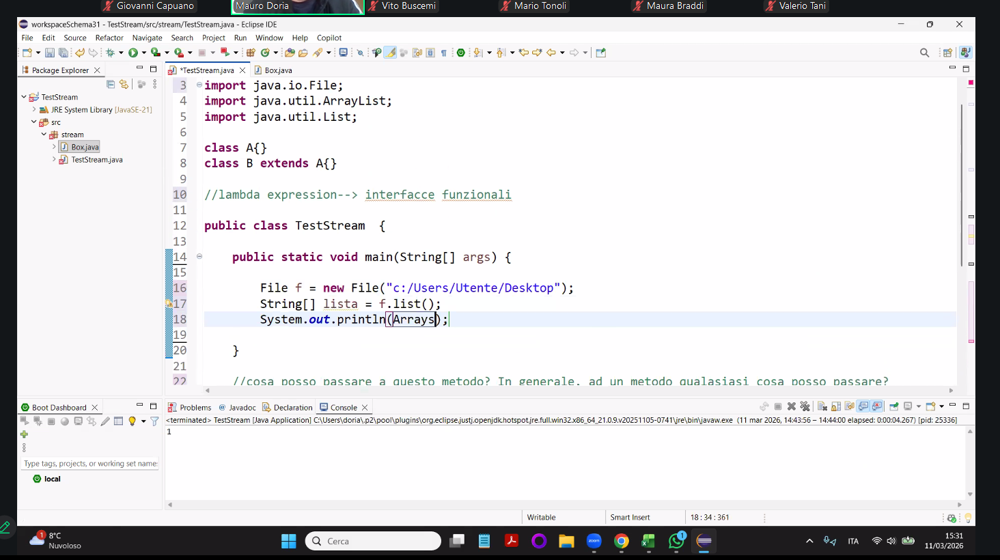 Giovanni Capuano
Mauro Doria
Vito Buscemi
Mario Tonoli
Maura Braddi
Valerio Tani
workspaceSchema31 - TestStream/src/stream/TestStream.java - Eclipse IDE
File Edit Source Refactor Navigate Search Project Run Window Help Copilot
Package Explorer
*TestStream.java
Box.java
TestStream
JRE System Library [JavaSE-21]
src
stream
Box.java
TestStream.java
3 import java.io.File;
4 import java.util.ArrayList;
5 import java.util.List;
6
7 class A{}
8 class B extends A{}
9
10 //lambda expression--> interfacce funzionali
11
12 public class TestStream {
13
14 public static void main(String[] args) {
15
16 File f = new File("c:/Users/Utente/Desktop");
17 String[] lista = f.list();
18 System.out.println(Arrays);
19
20 }
21
22 //cosa posso passare a questo metodo? In generale, ad un metodo qualasiasi cosa posso passare?
Boot Dashboard
Type tags, projects, or working set name
local
Problems Javadoc Declaration Console
<terminated> TestStream [Java Application] C:\Users\doria\.p2\pool\plugins\org.eclipse.justj.openjdk.hotspot.jre.full.win32.x86_64_21.0.9.v20251105-0741\jre\bin\javaw.exe (11 mar 2026, 14:43:56 – 14:44:00 elapsed: 0:00:04.267) [pid: 25336]
1
Writable
Smart Insert
18 : 34 : 361
1
8°C
Nuvoloso
Cerca
zoom
1
ITA
15:31
11/03/2026